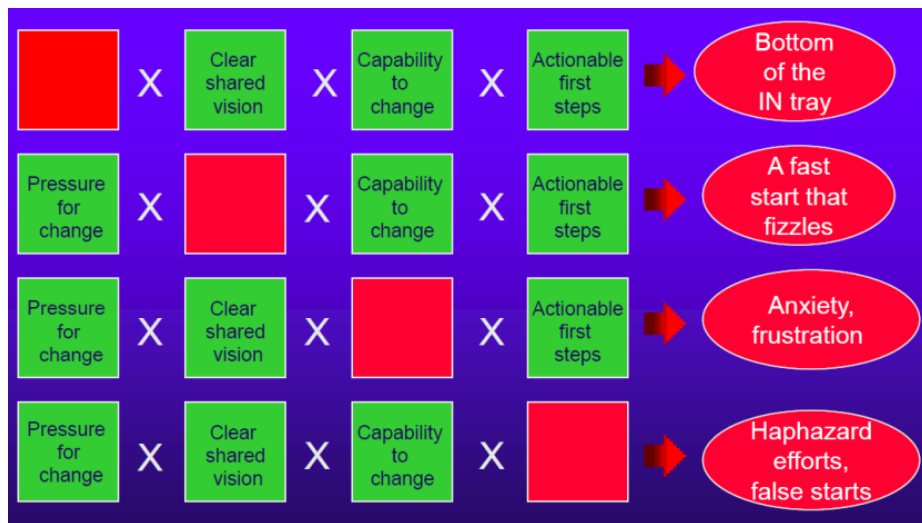 X
Clear
shared
vision
X
Capability
to
change
X
Actionable
first
steps
Bottom
of the
IN tray
Pressure
for
change
X
X
Capability
to
change
X
Actionable
first
steps
A fast
start that
fizzles
Pressure
for
change
X
Clear
shared
vision
X
X
Actionable
first
steps
Anxiety,
frustration
Pressure
for
change
X
Clear
shared
vision
X
Capability
to
change
X
Haphazard
efforts,
false starts